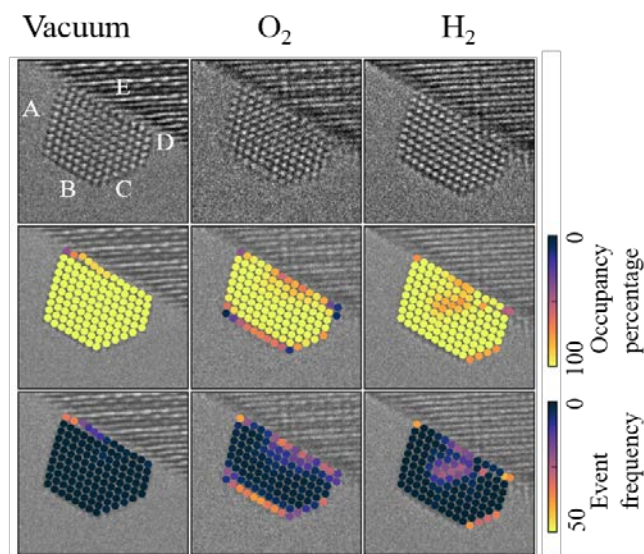 Vacuum O₂ H₂
A
E
D
B
C
0
Occupancy
percentage
100
0
Event
frequency
50